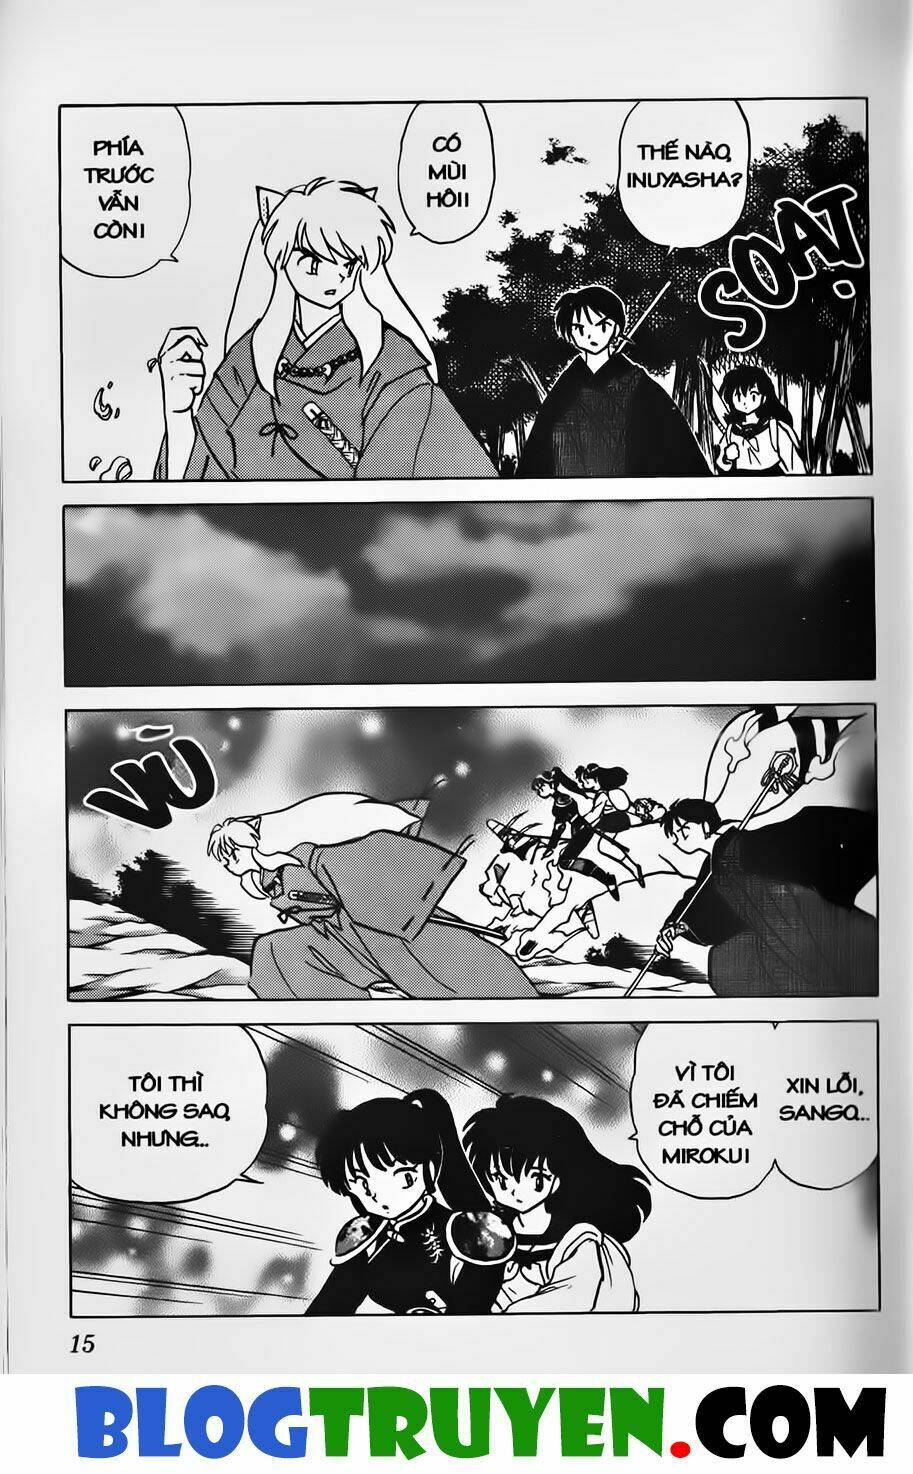 THẾ NÀO,
INUYASHA?
SOẠT
CÓ
MÙI
HÔI!
PHÍA
TRƯỚC
VẪN
CÒN!
VÙ
XIN LỖI,
SANGO...
VÌ TÔI
ĐÃ CHIẾM
CHỖ CỦA
MIROKU!
TÔI THÌ
KHÔNG SAO,
NHƯNG...
15
BLOGTRUYEN.COM